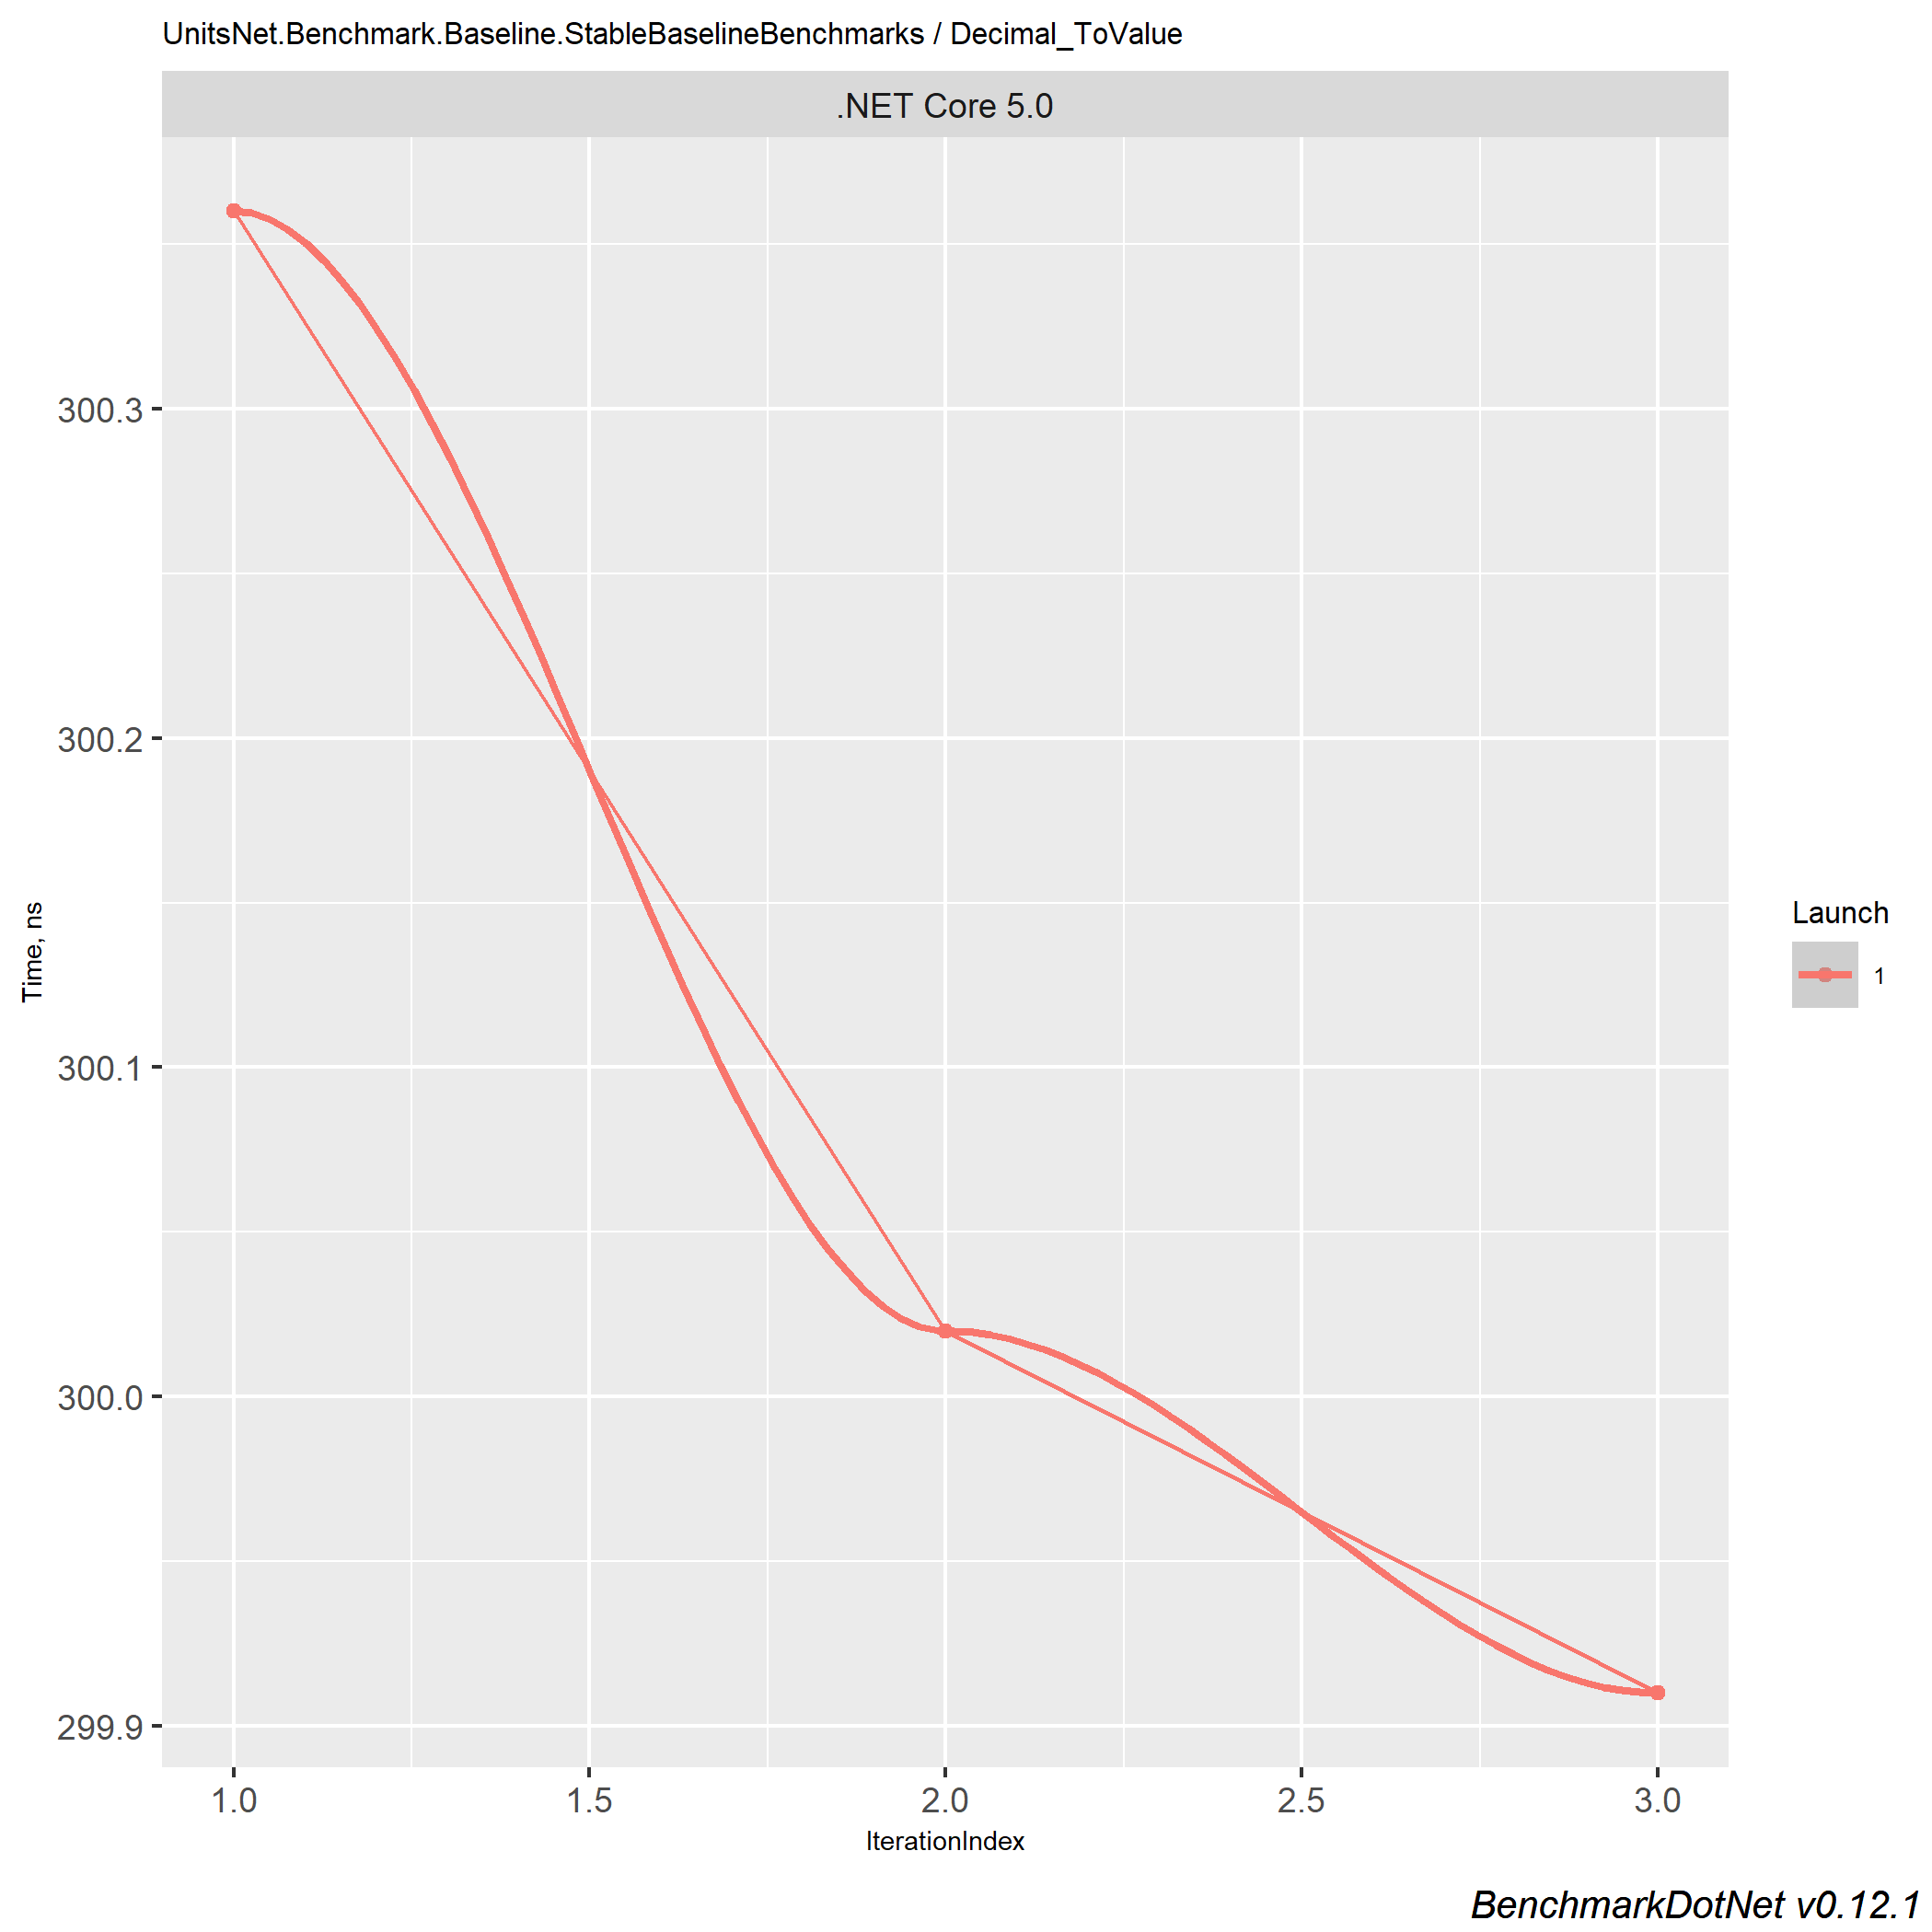 UnitsNet.Benchmark.Baseline.StableBaselineBenchmarks / Decimal_ToValue
.NET Core 5.0
300.3
300.2
300.1
300.0
299.9
Time, ns
1.0 1.5 2.0 2.5 3.0
IterationIndex
Launch
1
BenchmarkDotNet v0.12.1